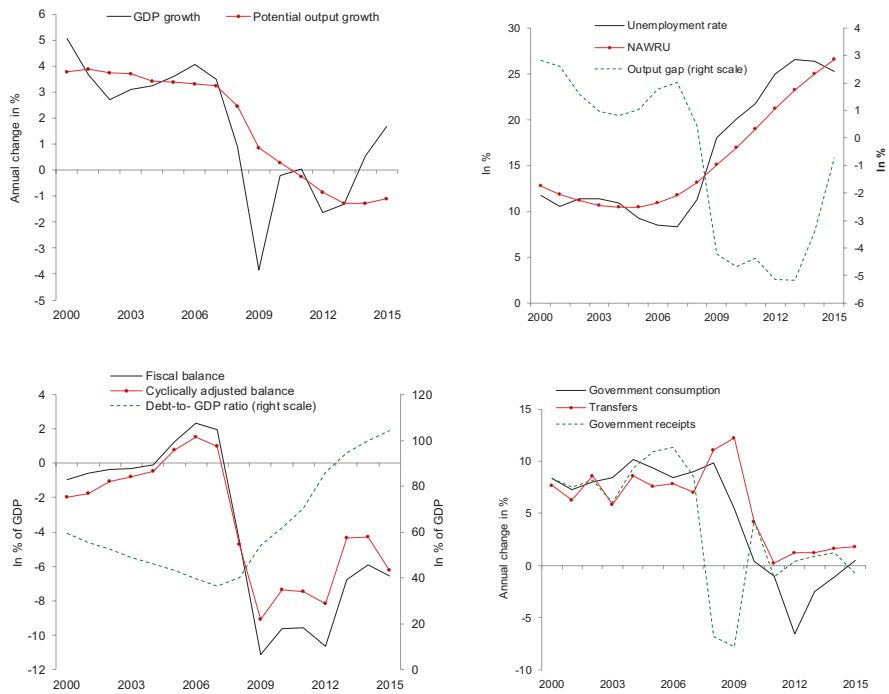 GDP growth
Potential output growth
Annual change in %
5
4
3
2
1
0
-1
-2
-3
-4
-5
2000 2003 2006 2009 2012 2015
Unemployment rate
NAWRU
Output gap (right scale)
In %
30
25
20
15
10
5
0
4
3
2
1
0
-1
-2
-3
-4
-5
-6
In %
2000 2003 2006 2009 2012 2015
Fiscal balance
Cyclically adjusted balance
Debt-to- GDP ratio (right scale)
In % of GDP
4
2
0
-2
-4
-6
-8
-10
-12
120
100
80
60
40
20
0
In % of GDP
2000 2003 2006 2009 2012 2015
Government consumption
Transfers
Government receipts
Annual change in %
15
10
5
0
-5
-10
2000 2003 2006 2009 2012 2015